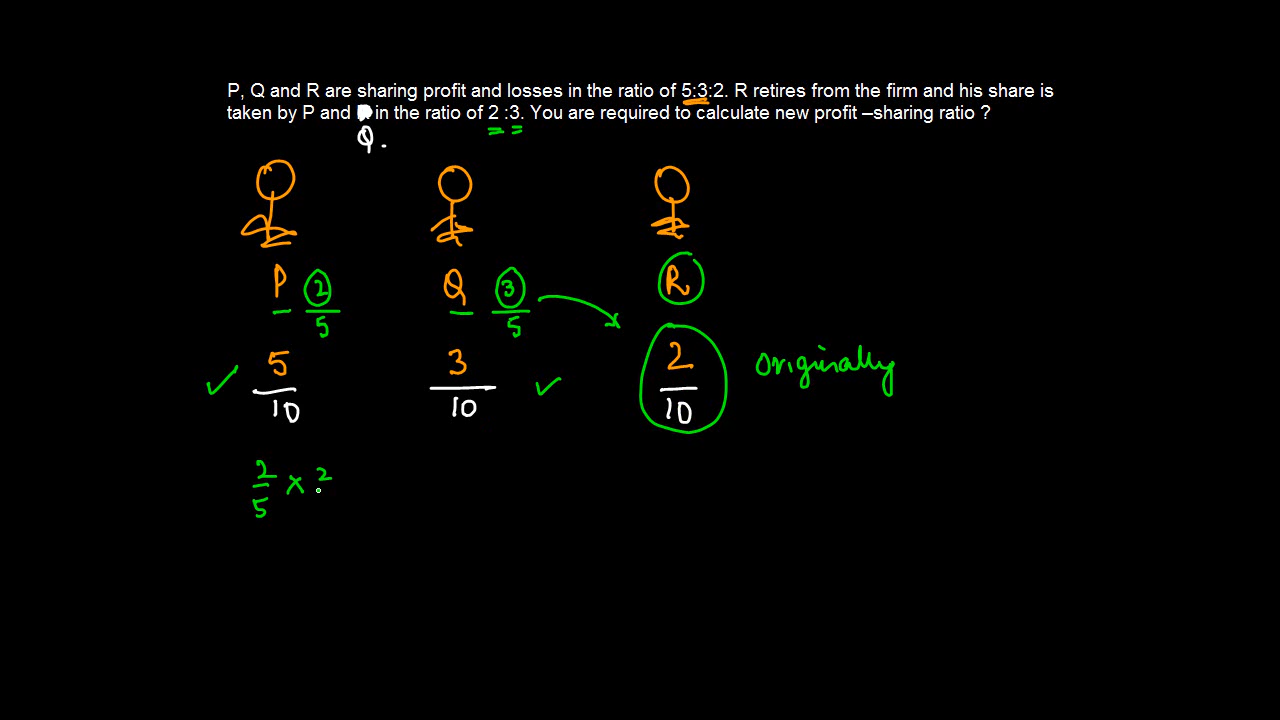 P, Q and R are sharing profit and losses in the ratio of 5:3:2. R retires from the firm and his share is
taken by P and in the ratio of 2 :3. You are required to calculate new profit –sharing ratio ?
Q.
P 2/5 Q 3/5 R
5/10 3/10 2/10 originally
2/5 × 2